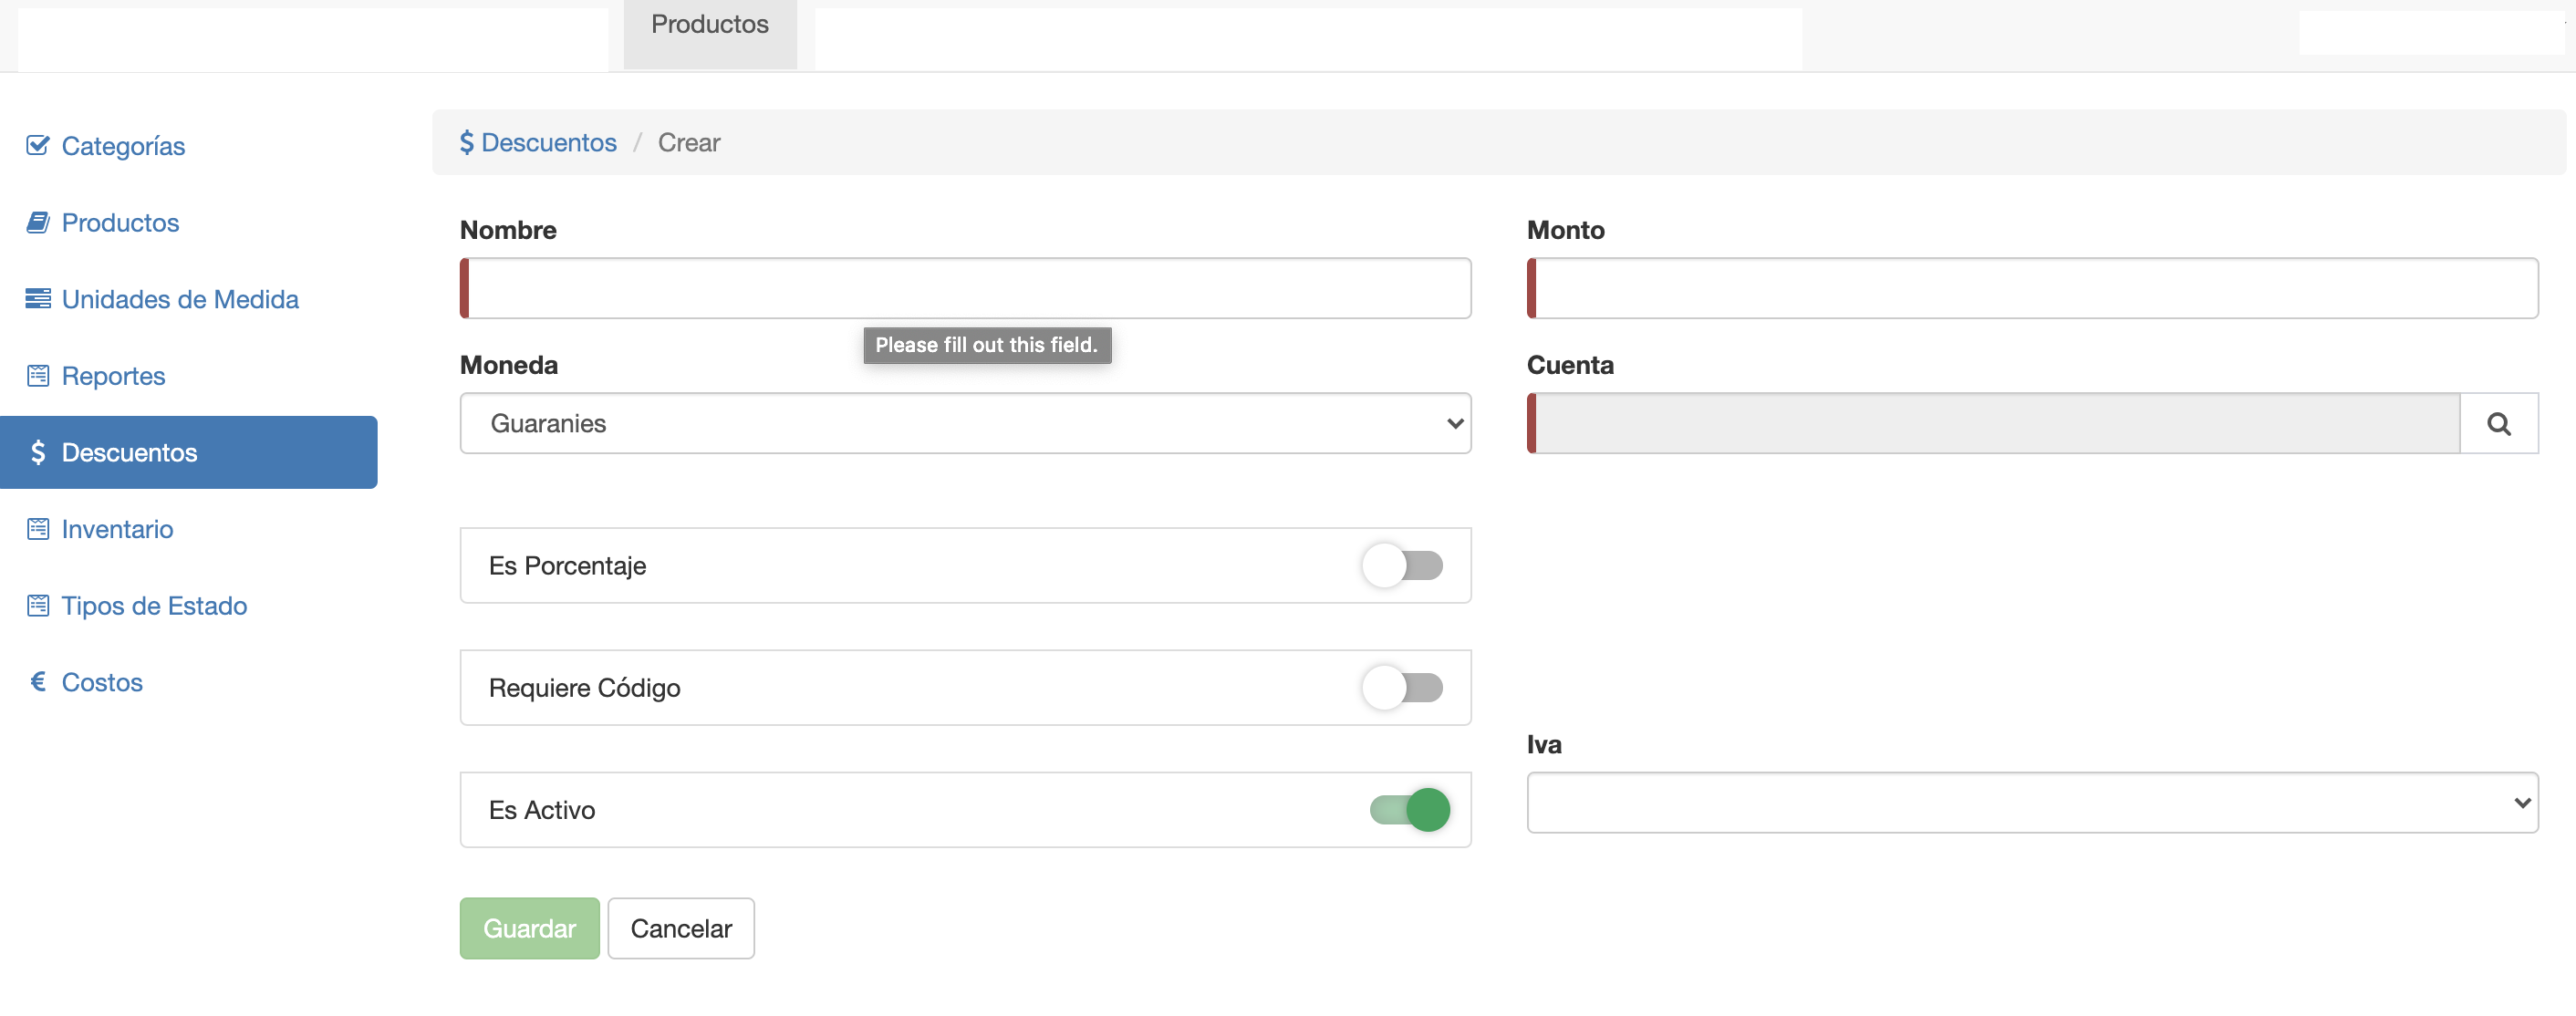 Productos
Categorías
Productos
Unidades de Medida
Reportes
$ Descuentos
Inventario
Tipos de Estado
€ Costos
$ Descuentos / Crear
Nombre
Monto
Please fill out this field.
Moneda
Guaranies
Cuenta
Es Porcentaje
Requiere Código
Es Activo
Iva
Guardar
Cancelar